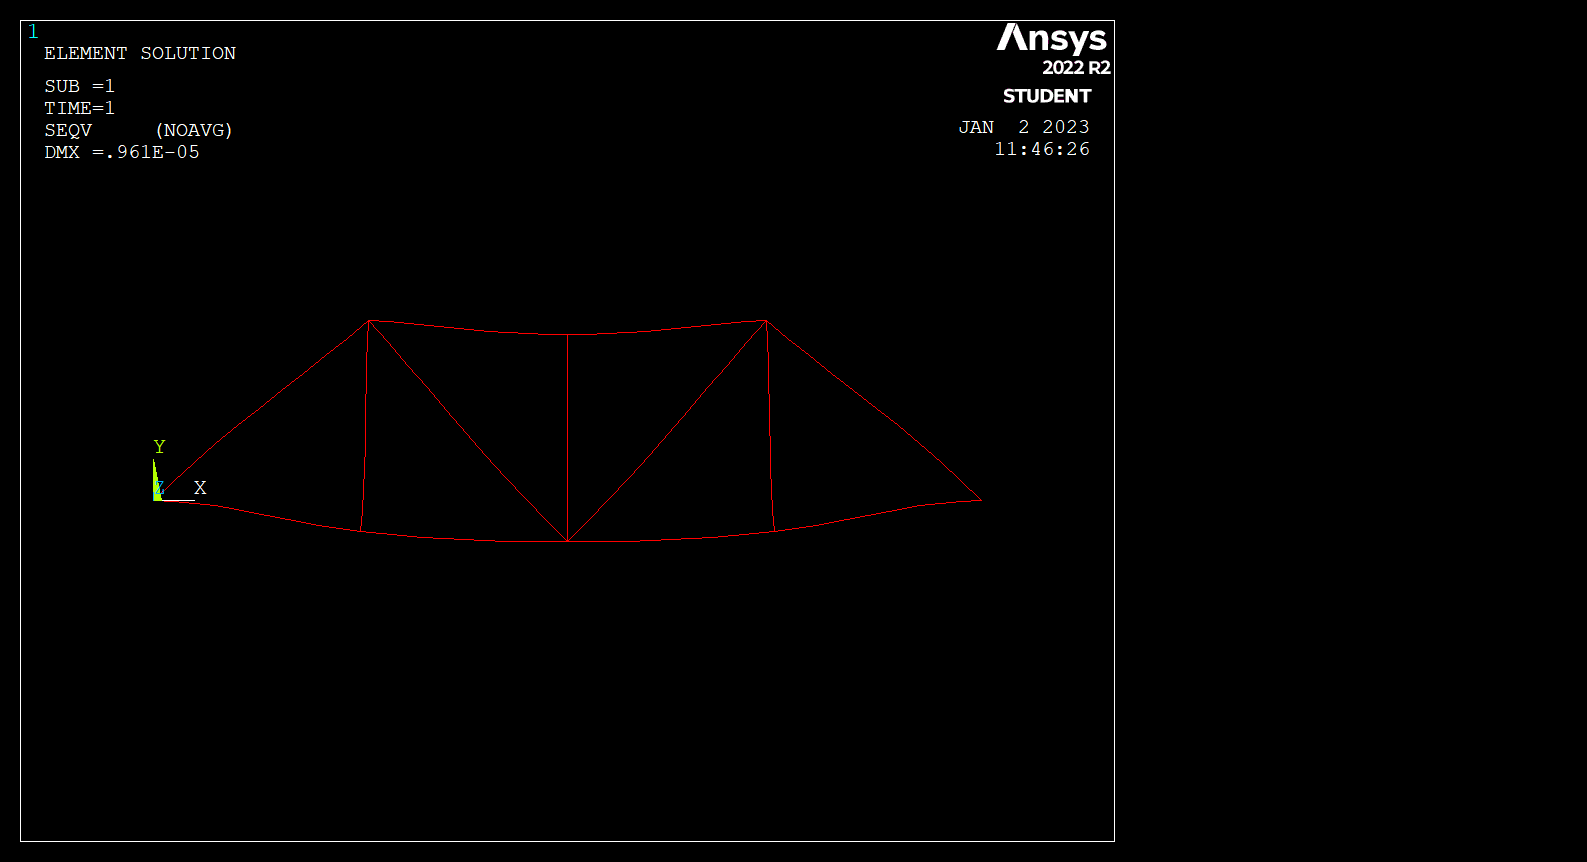 1
ELEMENT SOLUTION
SUB =1
TIME=1
SEQV     (NOAVG)
DMX =.961E-05
Ansys
2022 R2
STUDENT
JAN  2 2023
11:46:26
Y
Z
X